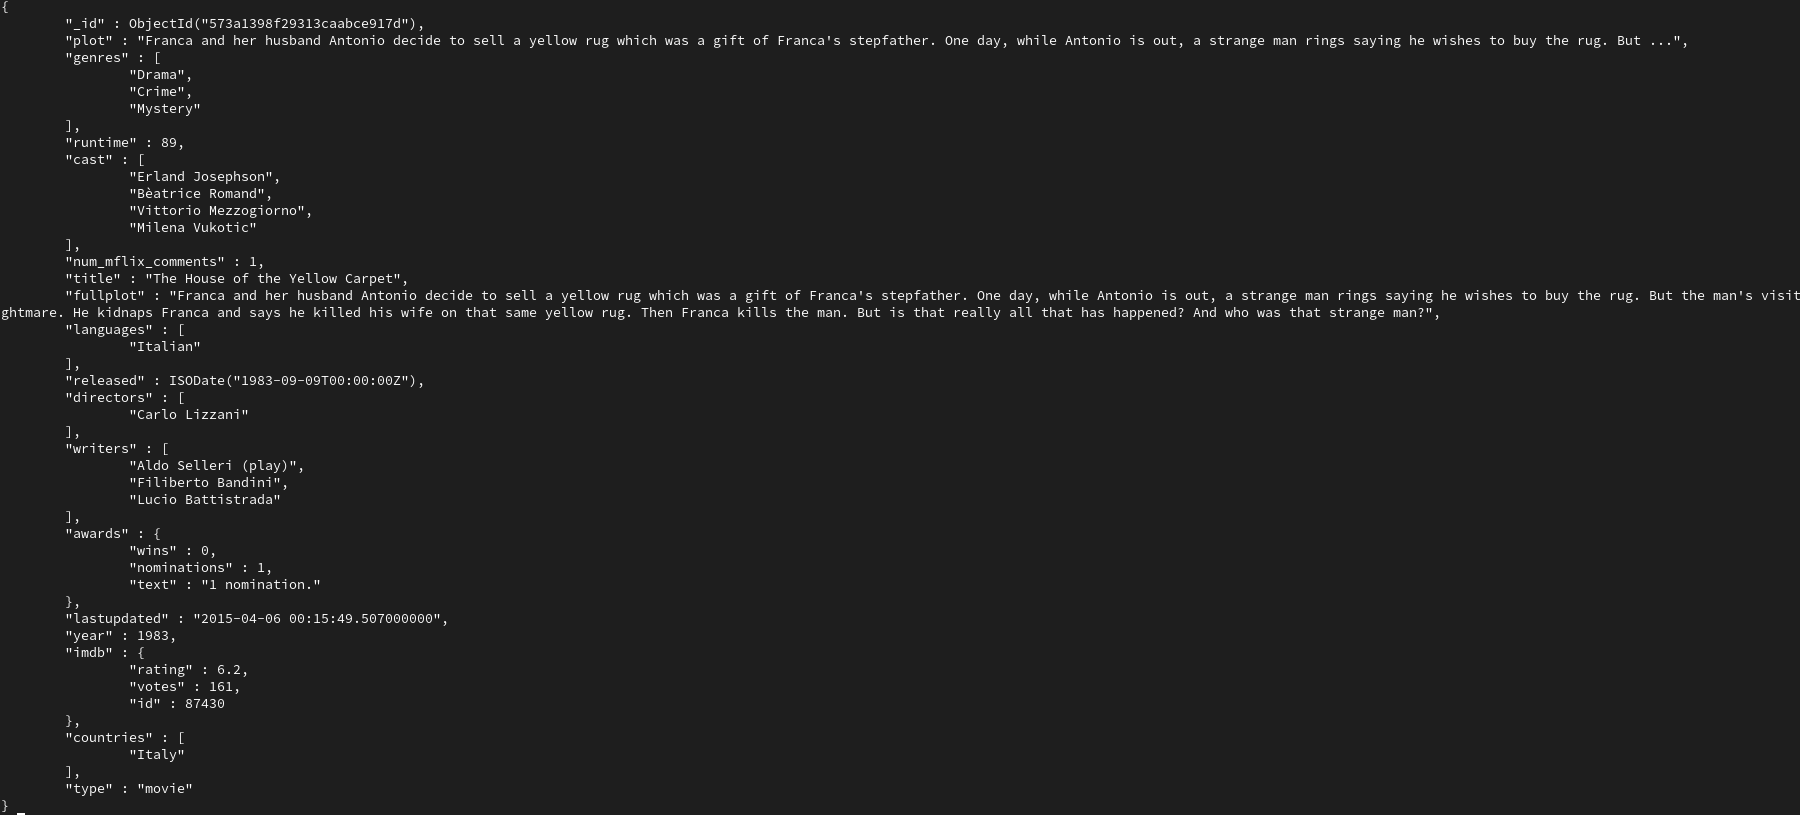 {
"_id" : ObjectId("573a1398f29313caabce917d"),
"plot" : "Franca and her husband Antonio decide to sell a yellow rug which was a gift of Franca's stepfather. One day, while Antonio is out, a strange man rings saying he wishes to buy the rug. But ...",
"genres" : [
"Drama",
"Crime",
"Mystery"
],
"runtime" : 89,
"cast" : [
"Erland Josephson",
"Bèatrice Romand",
"Vittorio Mezzogiorno",
"Milena Vukotic"
],
"num_mflix_comments" : 1,
"title" : "The House of the Yellow Carpet",
"fullplot" : "Franca and her husband Antonio decide to sell a yellow rug which was a gift of Franca's stepfather. One day, while Antonio is out, a strange man rings saying he wishes to buy the rug. But the man's visit
ghtmare. He kidnaps Franca and says he killed his wife on that same yellow rug. Then Franca kills the man. But is that really all that has happened? And who was that strange man?",
"languages" : [
"Italian"
],
"released" : ISODate("1983-09-09T00:00:00Z"),
"directors" : [
"Carlo Lizzani"
],
"writers" : [
"Aldo Selleri (play)",
"Filiberto Bandini",
"Lucio Battistrada"
],
"awards" : {
"wins" : 0,
"nominations" : 1,
"text" : "1 nomination."
},
"lastupdated" : "2015-04-06 00:15:49.507000000",
"year" : 1983,
"imdb" : {
"rating" : 6.2,
"votes" : 161,
"id" : 87430
},
"countries" : [
"Italy"
],
"type" : "movie"
}